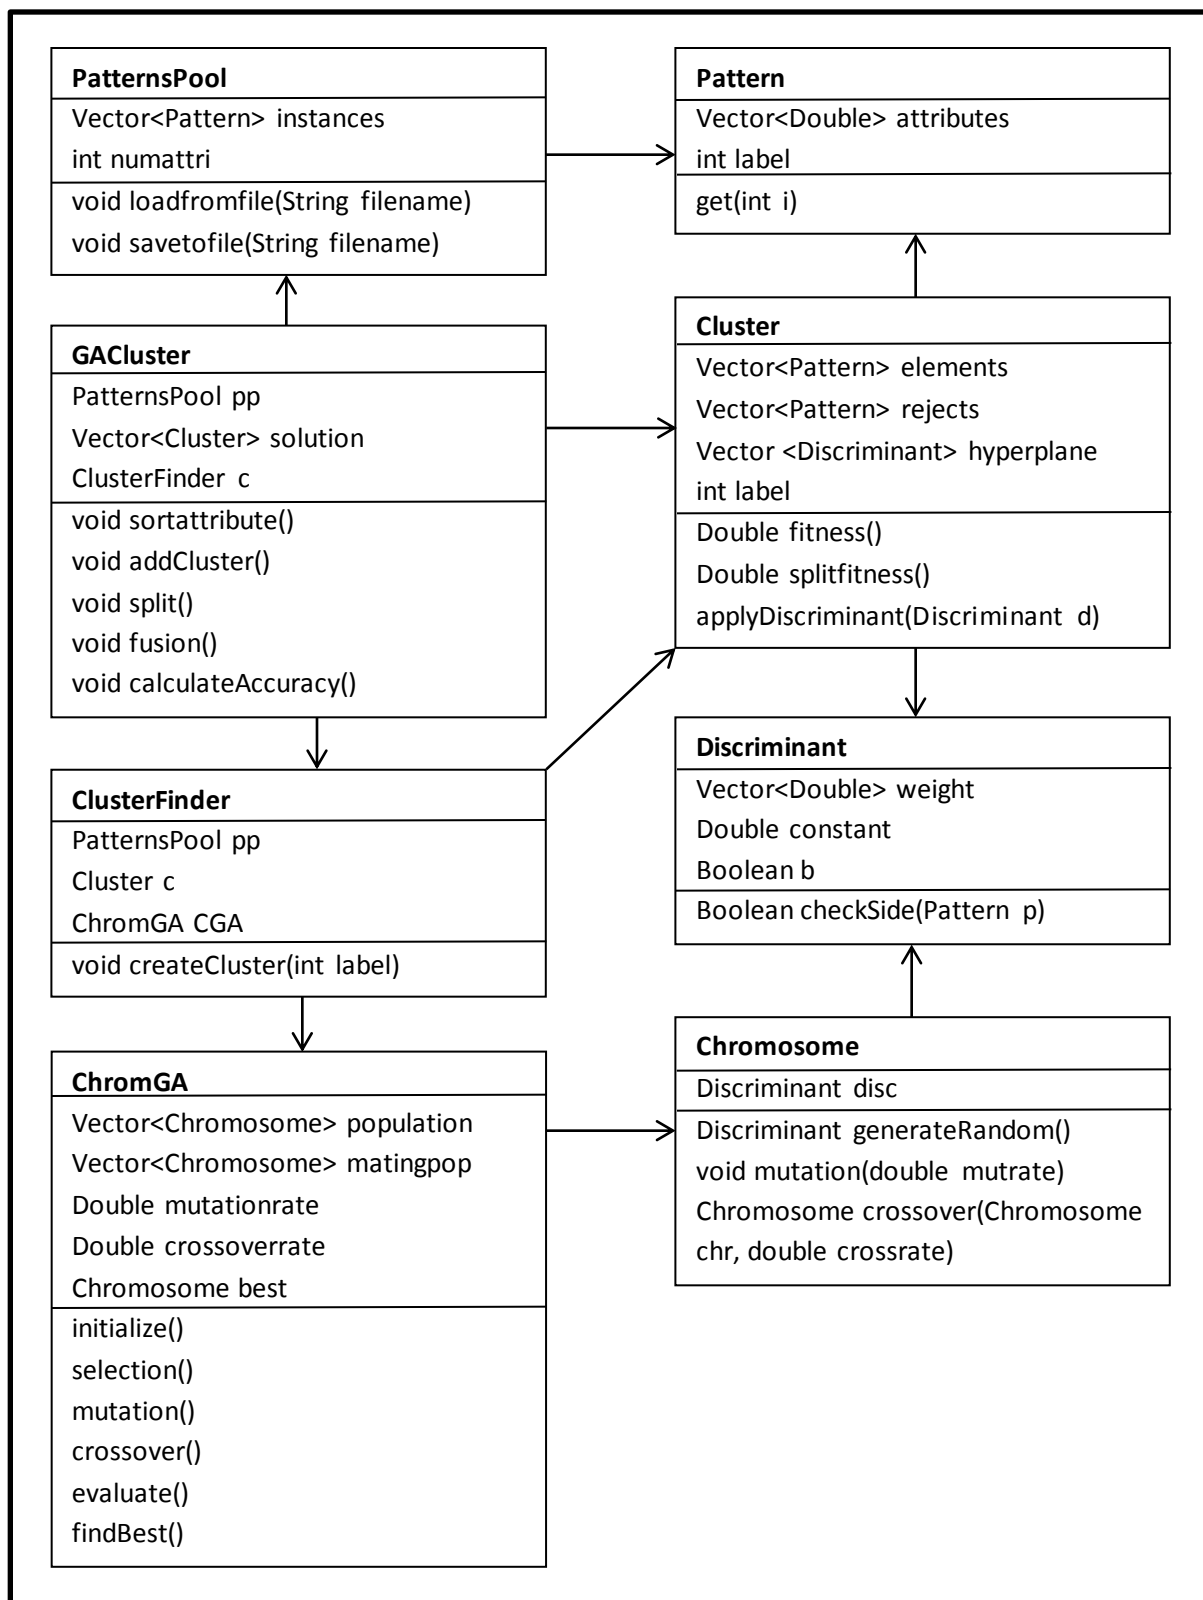 PatternsPool
Vector<Pattern> instances
int numattri
void loadfromfile(String filename)
void savetofile(String filename)
Pattern
Vector<Double> attributes
int label
get(int i)
GACluster
PatternsPool pp
Vector<Cluster> solution
ClusterFinder c
void sortattribute()
void addCluster()
void split()
void fusion()
void calculateAccuracy()
Cluster
Vector<Pattern> elements
Vector<Pattern> rejects
Vector <Discriminant> hyperplane
int label
Double fitness()
Double splitfitness()
applyDiscriminant(Discriminant d)
ClusterFinder
PatternsPool pp
Cluster c
ChromGA CGA
void createCluster(int label)
Discriminant
Vector<Double> weight
Double constant
Boolean b
Boolean checkSide(Pattern p)
ChromGA
Vector<Chromosome> population
Vector<Chromosome> matingpop
Double mutationrate
Double crossoverrate
Chromosome best
initialize()
selection()
mutation()
crossover()
evaluate()
findBest()
Chromosome
Discriminant disc
Discriminant generateRandom()
void mutation(double mutrate)
Chromosome crossover(Chromosome
chr, double crossrate)